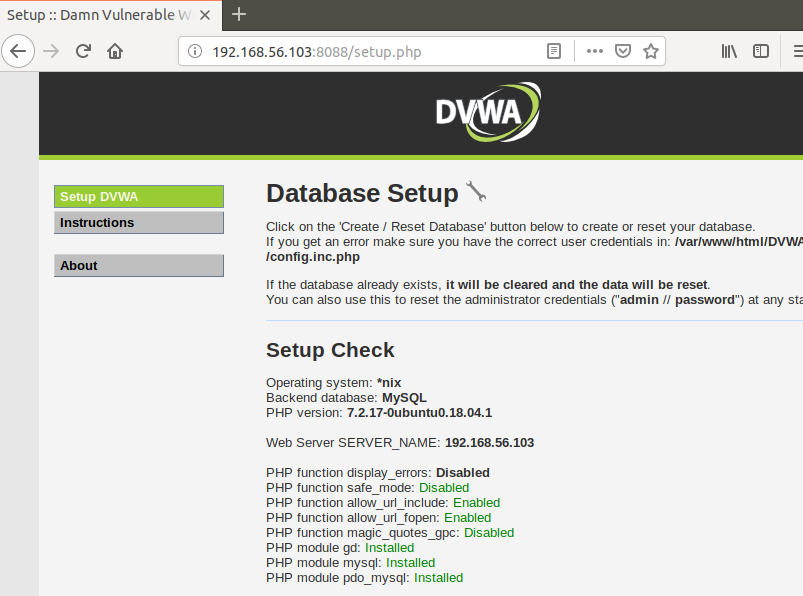 Setup :: Damn Vulnerable W
192.168.56.103:8088/setup.php
DVWA
Setup DVWA
Instructions
About
Database Setup
Click on the 'Create / Reset Database' button below to create or reset your database.
If you get an error make sure you have the correct user credentials in: /var/www/html/DVWA
/config.inc.php
If the database already exists, it will be cleared and the data will be reset.
You can also use this to reset the administrator credentials ("admin // password") at any sta
Setup Check
Operating system: *nix
Backend database: MySQL
PHP version: 7.2.17-0ubuntu0.18.04.1
Web Server SERVER_NAME: 192.168.56.103
PHP function display_errors: Disabled
PHP function safe_mode: Disabled
PHP function allow_url_include: Enabled
PHP function allow_url_fopen: Enabled
PHP function magic_quotes_gpc: Disabled
PHP module gd: Installed
PHP module mysql: Installed
PHP module pdo_mysql: Installed